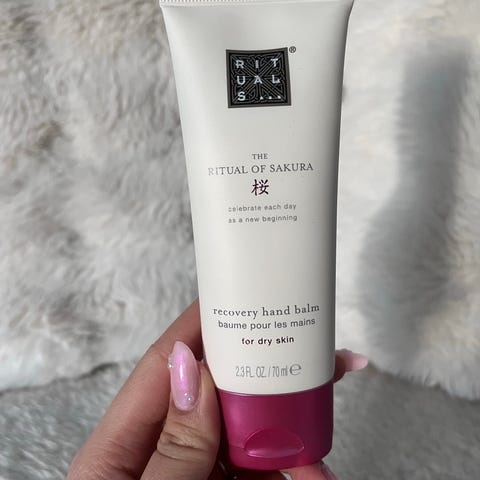 RIT
UAL
S...
®
THE
RITUAL OF SAKURA
桜
celebrate each day
as a new beginning
recovery hand balm
baume pour les mains
for dry skin
2.3 FL. OZ. / 70 ml ℮